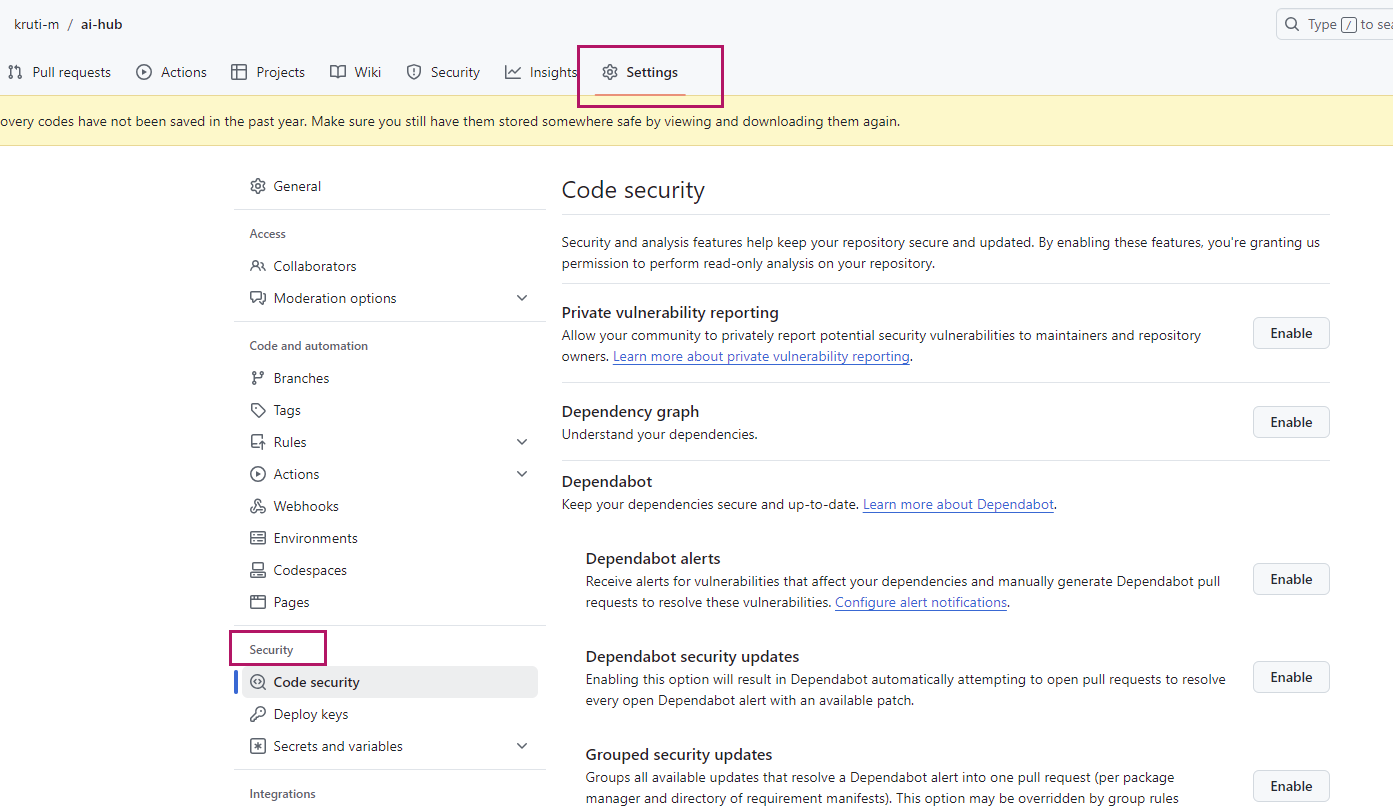 kruti-m / ai-hub
Type / to sea
Pull requests Actions Projects Wiki Security Insights Settings
overy codes have not been saved in the past year. Make sure you still have them stored somewhere safe by viewing and downloading them again.
General
Access
Collaborators
Moderation options
Code and automation
Branches
Tags
Rules
Actions
Webhooks
Environments
Codespaces
Pages
Security
Code security
Deploy keys
Secrets and variables
Integrations
Code security
Security and analysis features help keep your repository secure and updated. By enabling these features, you're granting us
permission to perform read-only analysis on your repository.
Private vulnerability reporting
Allow your community to privately report potential security vulnerabilities to maintainers and repository
owners. Learn more about private vulnerability reporting.
Enable
Dependency graph
Understand your dependencies.
Enable
Dependabot
Keep your dependencies secure and up-to-date. Learn more about Dependabot.
Dependabot alerts
Receive alerts for vulnerabilities that affect your dependencies and manually generate Dependabot pull
requests to resolve these vulnerabilities. Configure alert notifications.
Enable
Dependabot security updates
Enabling this option will result in Dependabot automatically attempting to open pull requests to resolve
every open Dependabot alert with an available patch.
Enable
Grouped security updates
Groups all available updates that resolve a Dependabot alert into one pull request (per package
manager and directory of requirement manifests). This option may be overridden by group rules
Enable